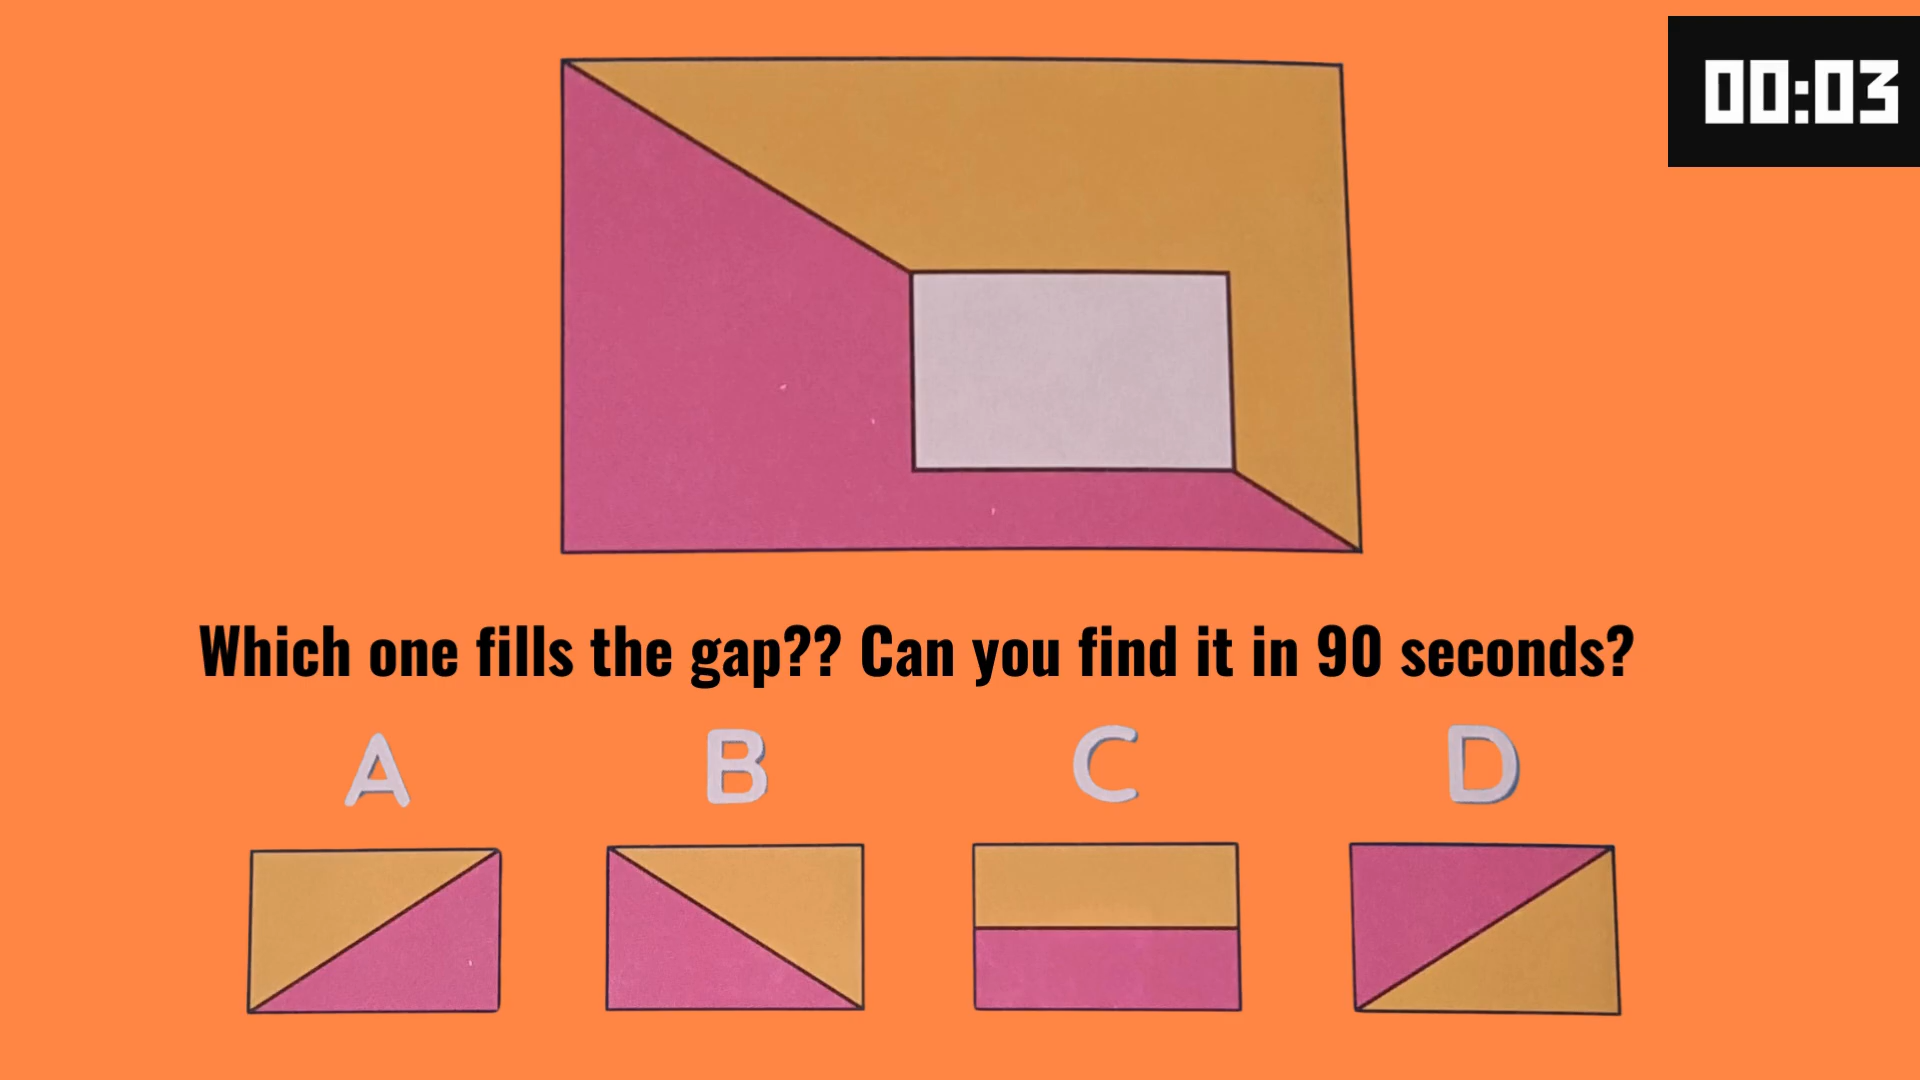 00:03
Which one fills the gap?? Can you find it in 90 seconds?
A B C D